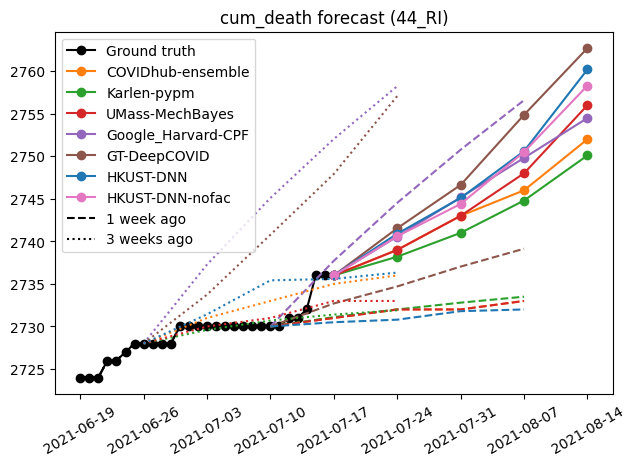 cum_death forecast (44_RI)
Ground truth
COVIDhub-ensemble
Karlen-pypm
UMass-MechBayes
Google_Harvard-CPF
GT-DeepCOVID
HKUST-DNN
HKUST-DNN-nofac
1 week ago
3 weeks ago
2760
2755
2750
2745
2740
2735
2730
2725
2021-06-19
2021-06-26
2021-07-03
2021-07-10
2021-07-17
2021-07-24
2021-07-31
2021-08-07
2021-08-14